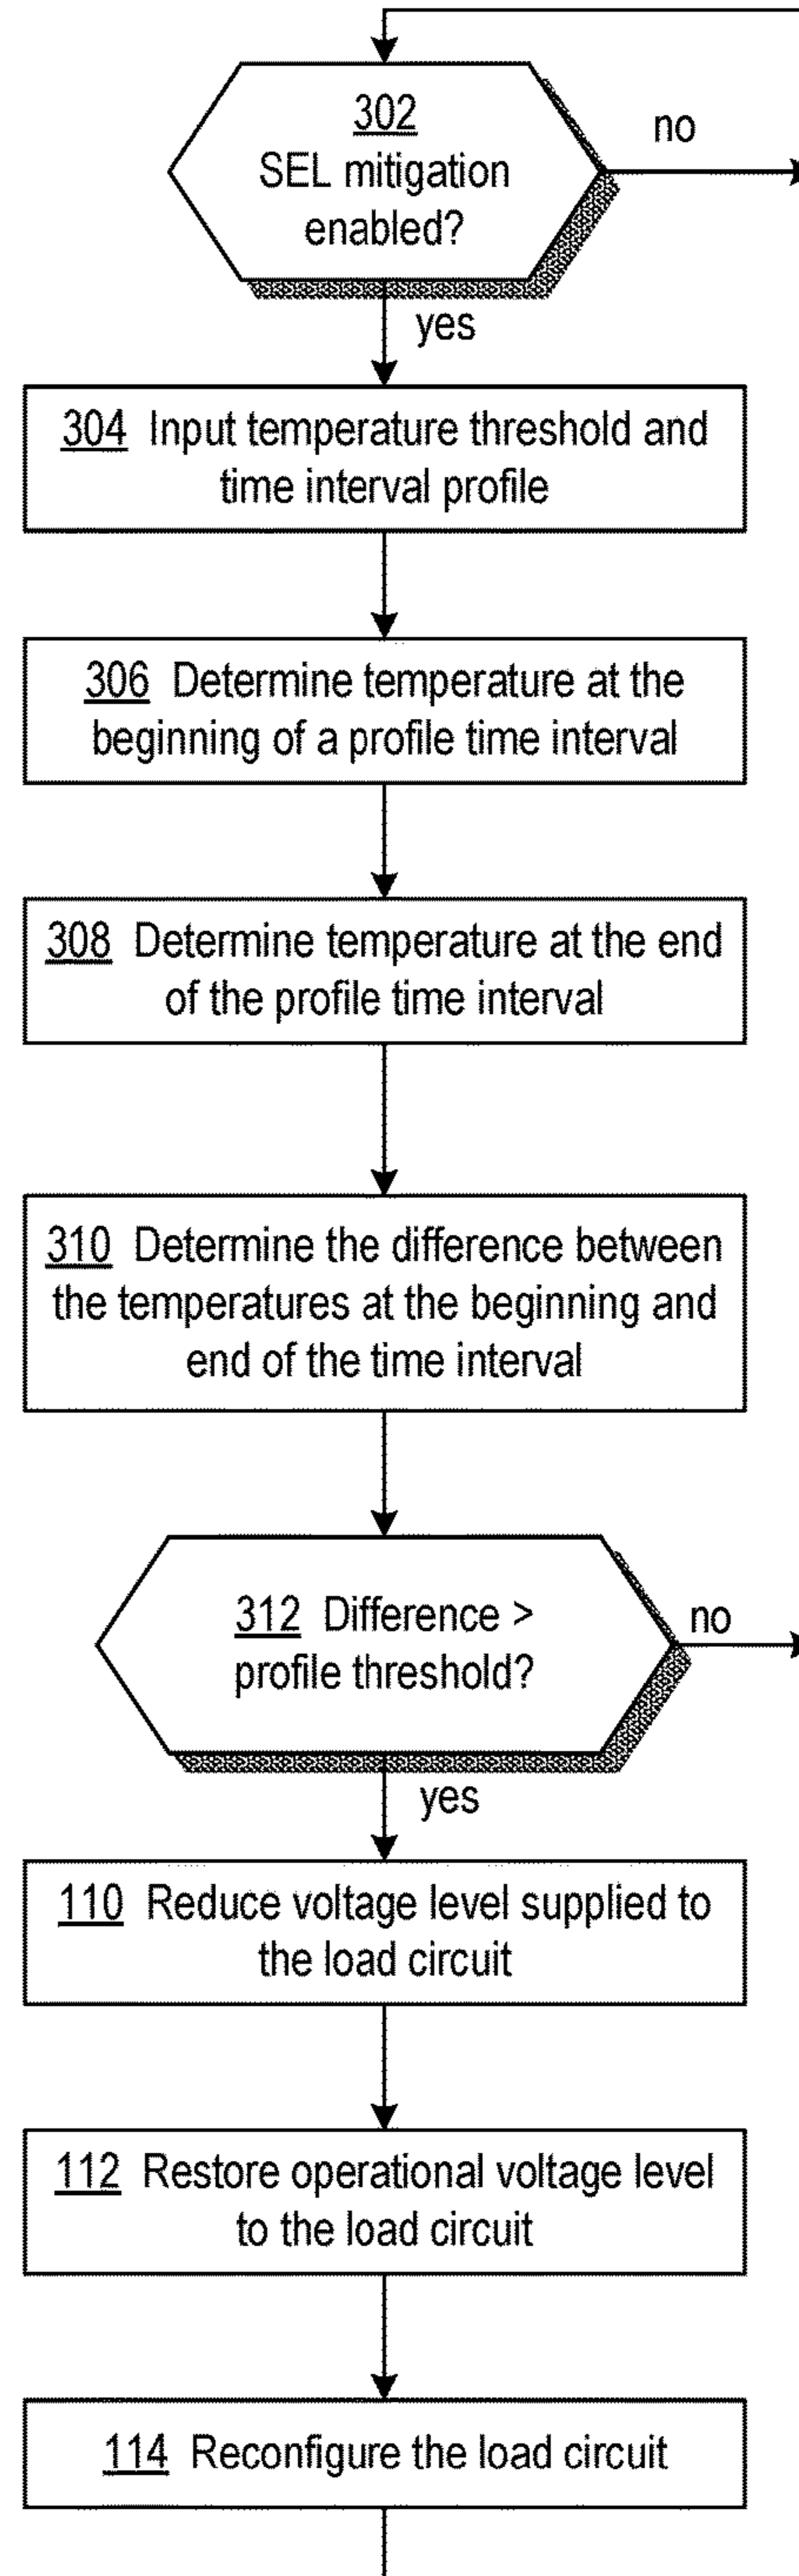 302
SEL mitigation
enabled?
no
yes
304 Input temperature threshold and
time interval profile
306 Determine temperature at the
beginning of a profile time interval
308 Determine temperature at the end
of the profile time interval
310 Determine the difference between
the temperatures at the beginning and
end of the time interval
312 Difference >
profile threshold?
no
yes
110 Reduce voltage level supplied to
the load circuit
112 Restore operational voltage level
to the load circuit
114 Reconfigure the load circuit